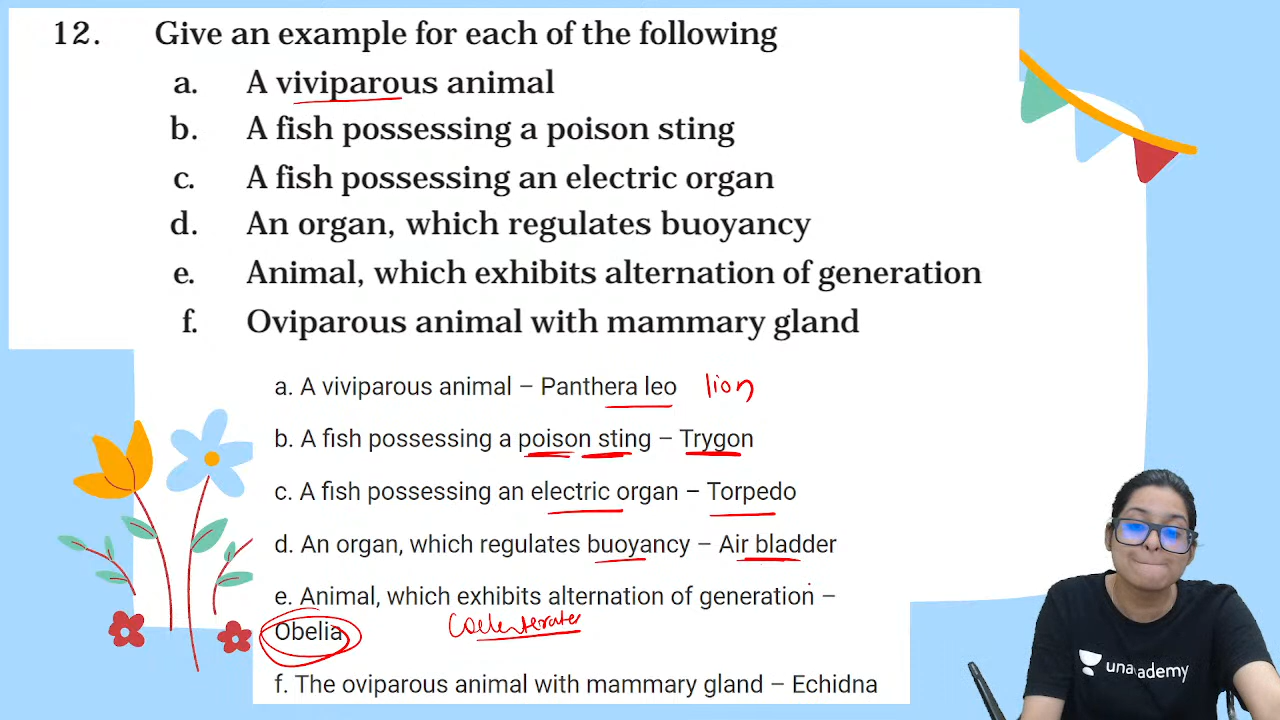 12. Give an example for each of the following
a. A viviparous animal
b. A fish possessing a poison sting
c. A fish possessing an electric organ
d. An organ, which regulates buoyancy
e. Animal, which exhibits alternation of generation
f. Oviparous animal with mammary gland
a. A viviparous animal – Panthera leo lion
b. A fish possessing a poison sting – Trygon
c. A fish possessing an electric organ – Torpedo
d. An organ, which regulates buoyancy – Air bladder
e. Animal, which exhibits alternation of generation –
Obelia
f. The oviparous animal with mammary gland – Echidna
unacademy